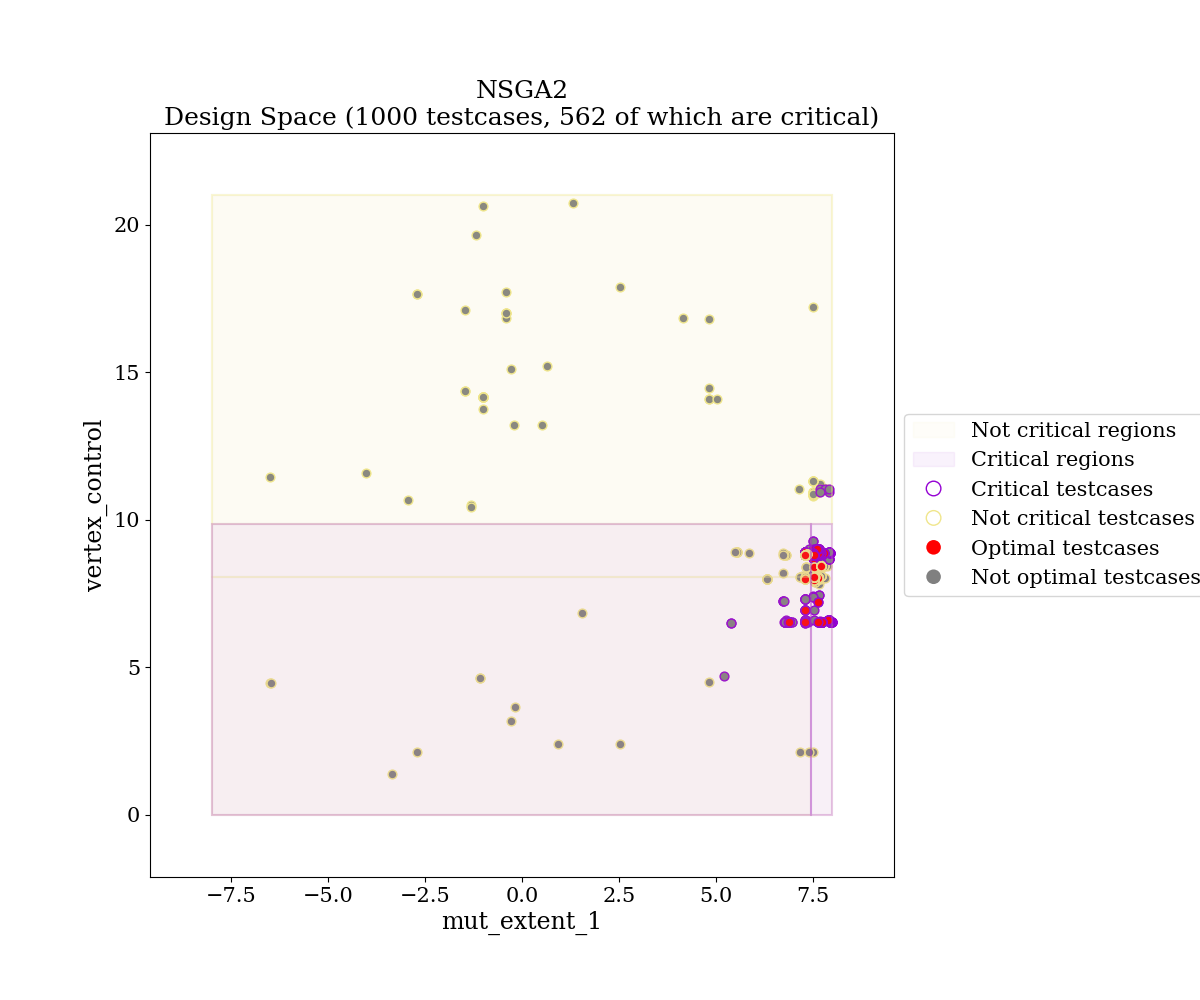 NSGA2
Design Space (1000 testcases, 562 of which are critical)
vertex_control
20
15
10
5
0
−7.5
−5.0
−2.5
0.0
2.5
5.0
7.5
mut_extent_1
Not critical regions
Critical regions
Critical testcases
Not critical testcases
Optimal testcases
Not optimal testcases